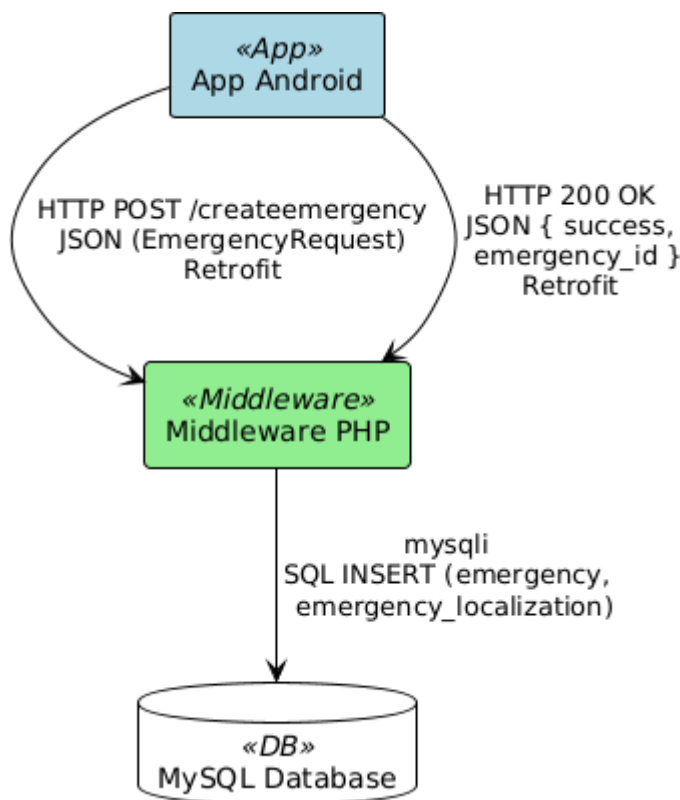 «App»
App Android
HTTP POST /createemergency
JSON (EmergencyRequest)
Retrofit
HTTP 200 OK
JSON { success,
emergency_id }
Retrofit
«Middleware»
Middleware PHP
mysqli
SQL INSERT (emergency,
emergency_localization)
«DB»
MySQL Database